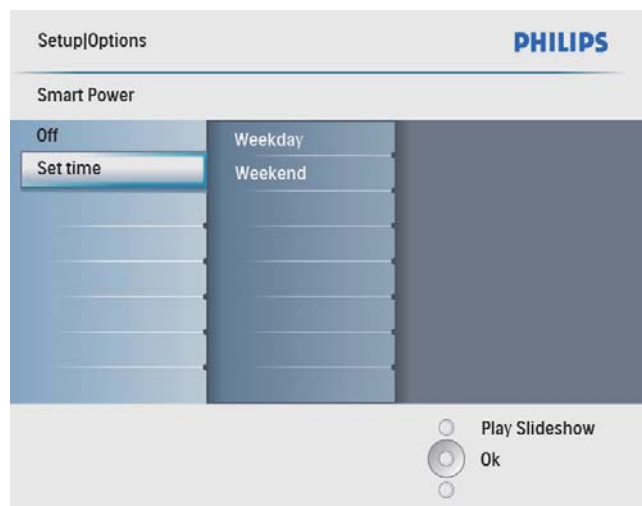 Setup|Options
PHILIPS
Smart Power
Off
Set time
Weekday
Weekend
Play Slideshow
Ok